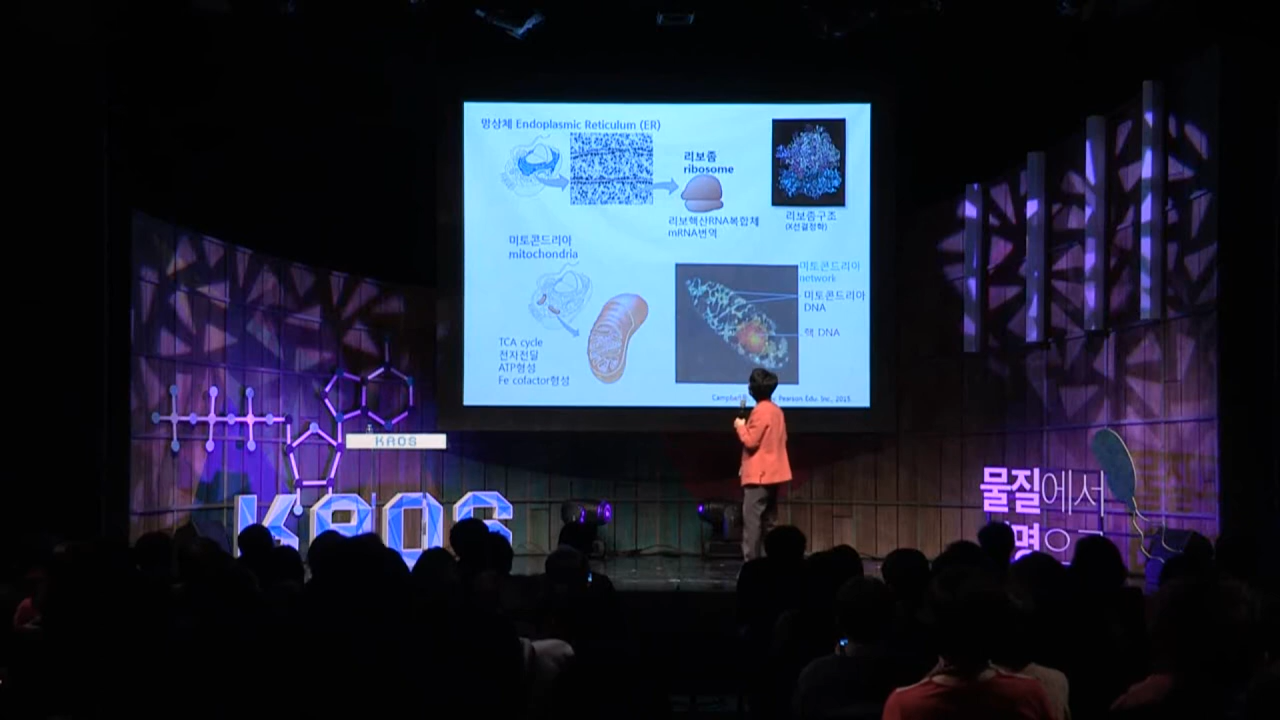 망상체 Endoplasmic Reticulum (ER)
리보좀
ribosome
리보핵산RNA복합체
mRNA번역
리보좀구조
(X선결정학)
미토콘드리아
mitochondria
TCA cycle
전자전달
ATP형성
Fe cofactor형성
미토콘드리아
network
미토콘드리아
DNA
핵 DNA
Campbell Pearson Edu. Inc., 2015
KAOS
KAOS
물질에서
명으로